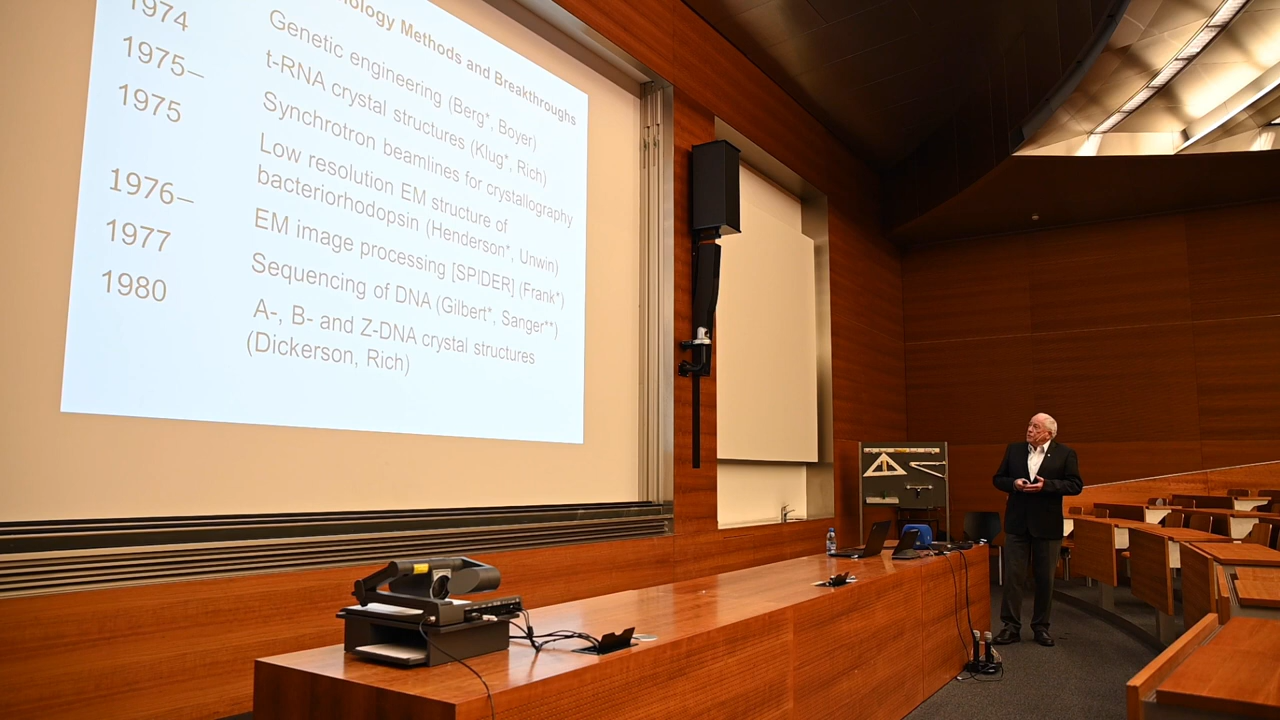 ology Methods and Breakthroughs
1974 Genetic engineering (Berg*, Boyer)
1975– t-RNA crystal structures (Klug*, Rich)
1975 Synchrotron beamlines for crystallography
Low resolution EM structure of
bacteriorhodopsin (Henderson*, Unwin)
1976– EM image processing [SPIDER] (Frank*)
1977 Sequencing of DNA (Gilbert*, Sanger**)
1980 A-, B- and Z-DNA crystal structures
(Dickerson, Rich)